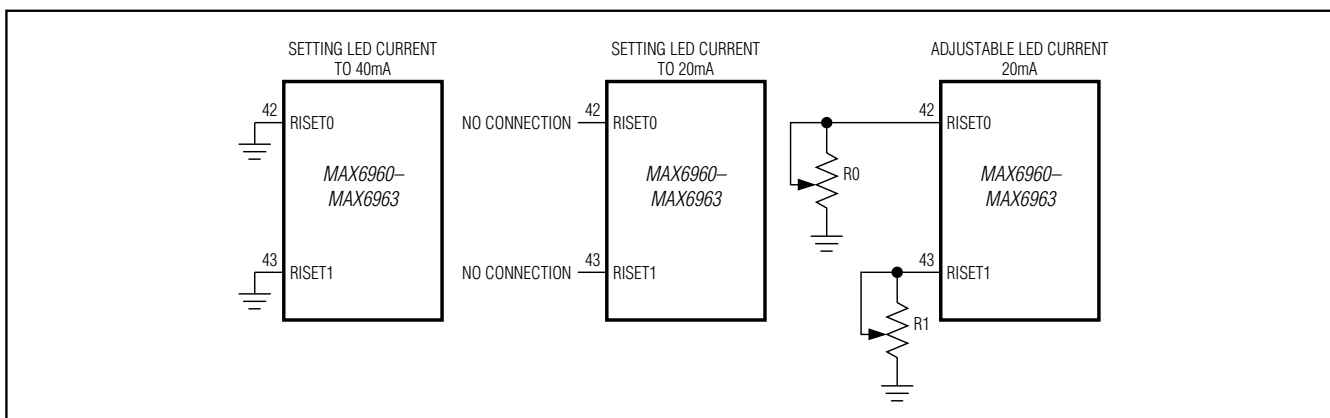 SETTING LED CURRENT
TO 40mA
42
RISET0
MAX6960–
MAX6963
43
RISET1
SETTING LED CURRENT
TO 20mA
NO CONNECTION
42
RISET0
MAX6960–
MAX6963
NO CONNECTION
43
RISET1
ADJUSTABLE LED CURRENT
20mA
42
RISET0
R0
MAX6960–
MAX6963
43
RISET1
R1